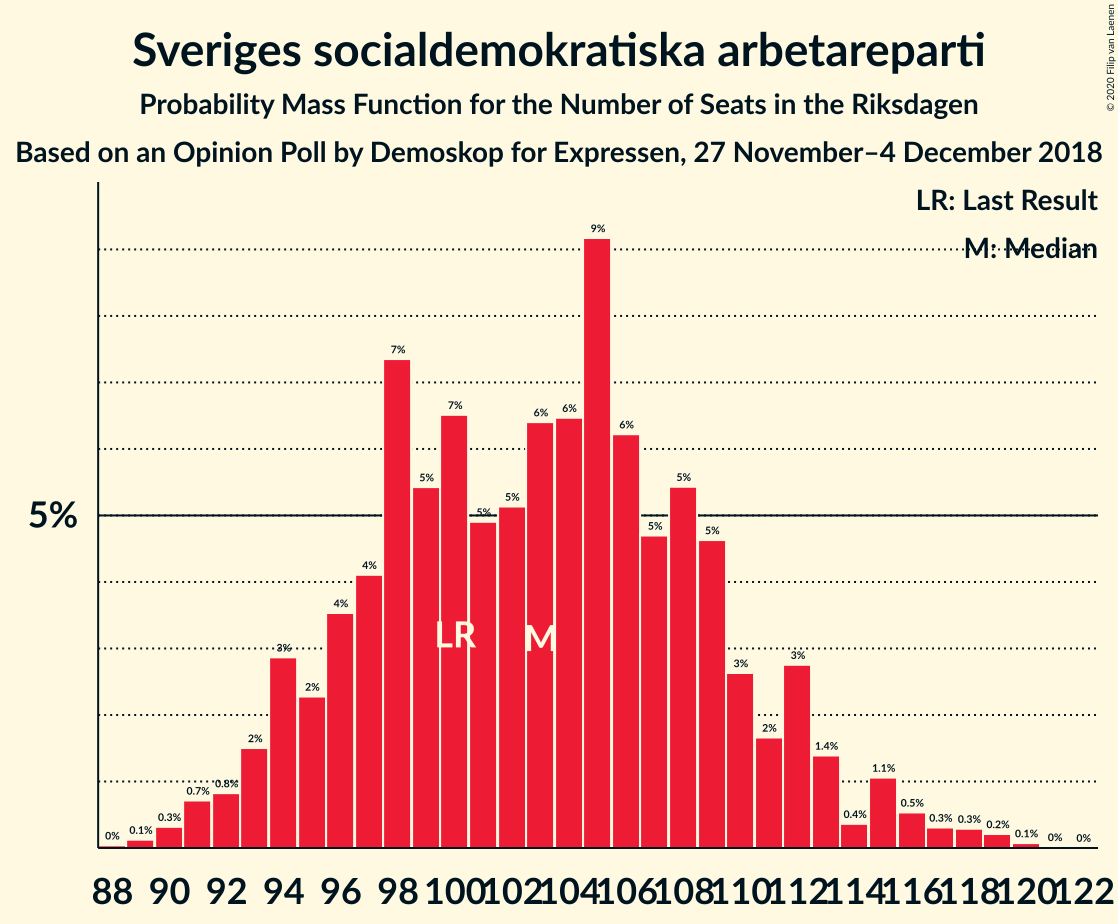 Sveriges socialdemokratiska arbetareparti
Probability Mass Function for the Number of Seats in the Riksdagen
Based on an Opinion Poll by Demoskop for Expressen, 27 November–4 December 2018
© 2020 Filip van Laenen
LR: Last Result
M: Median
5%
0% 0.1% 0.3% 0.7% 0.8% 2% 3% 2% 4% 4% 7% 5% 7% 5% 5% 6% 6% 9% 6% 5% 5% 5% 3% 2% 3% 1.4% 0.4% 1.1% 0.5% 0.3% 0.3% 0.2% 0.1% 0% 0%
LR M
88 90 92 94 96 98 100 102 104 106 108 110 112 114 116 118 120 122